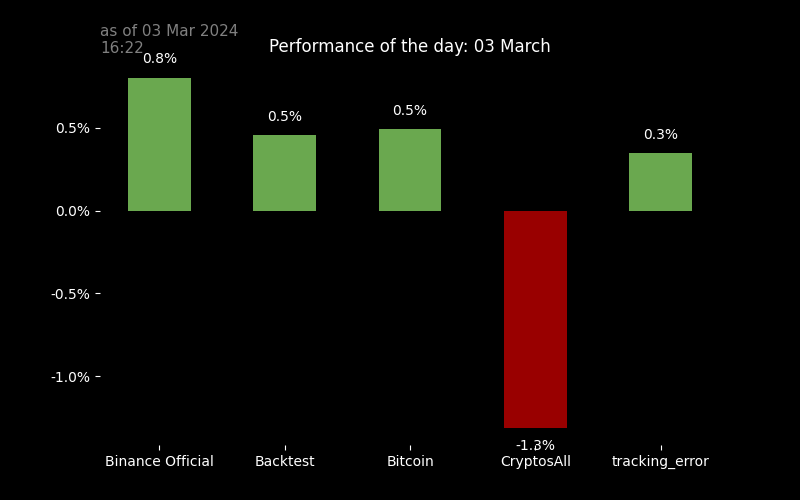 as of 03 Mar 2024
16:22
Performance of the day: 03 March
0.8%
0.5%
0.5%
0.3%
0.5%
0.0%
-0.5%
-1.0%
-1.3%
Binance Official
Backtest
Bitcoin
CryptosAll
tracking_error